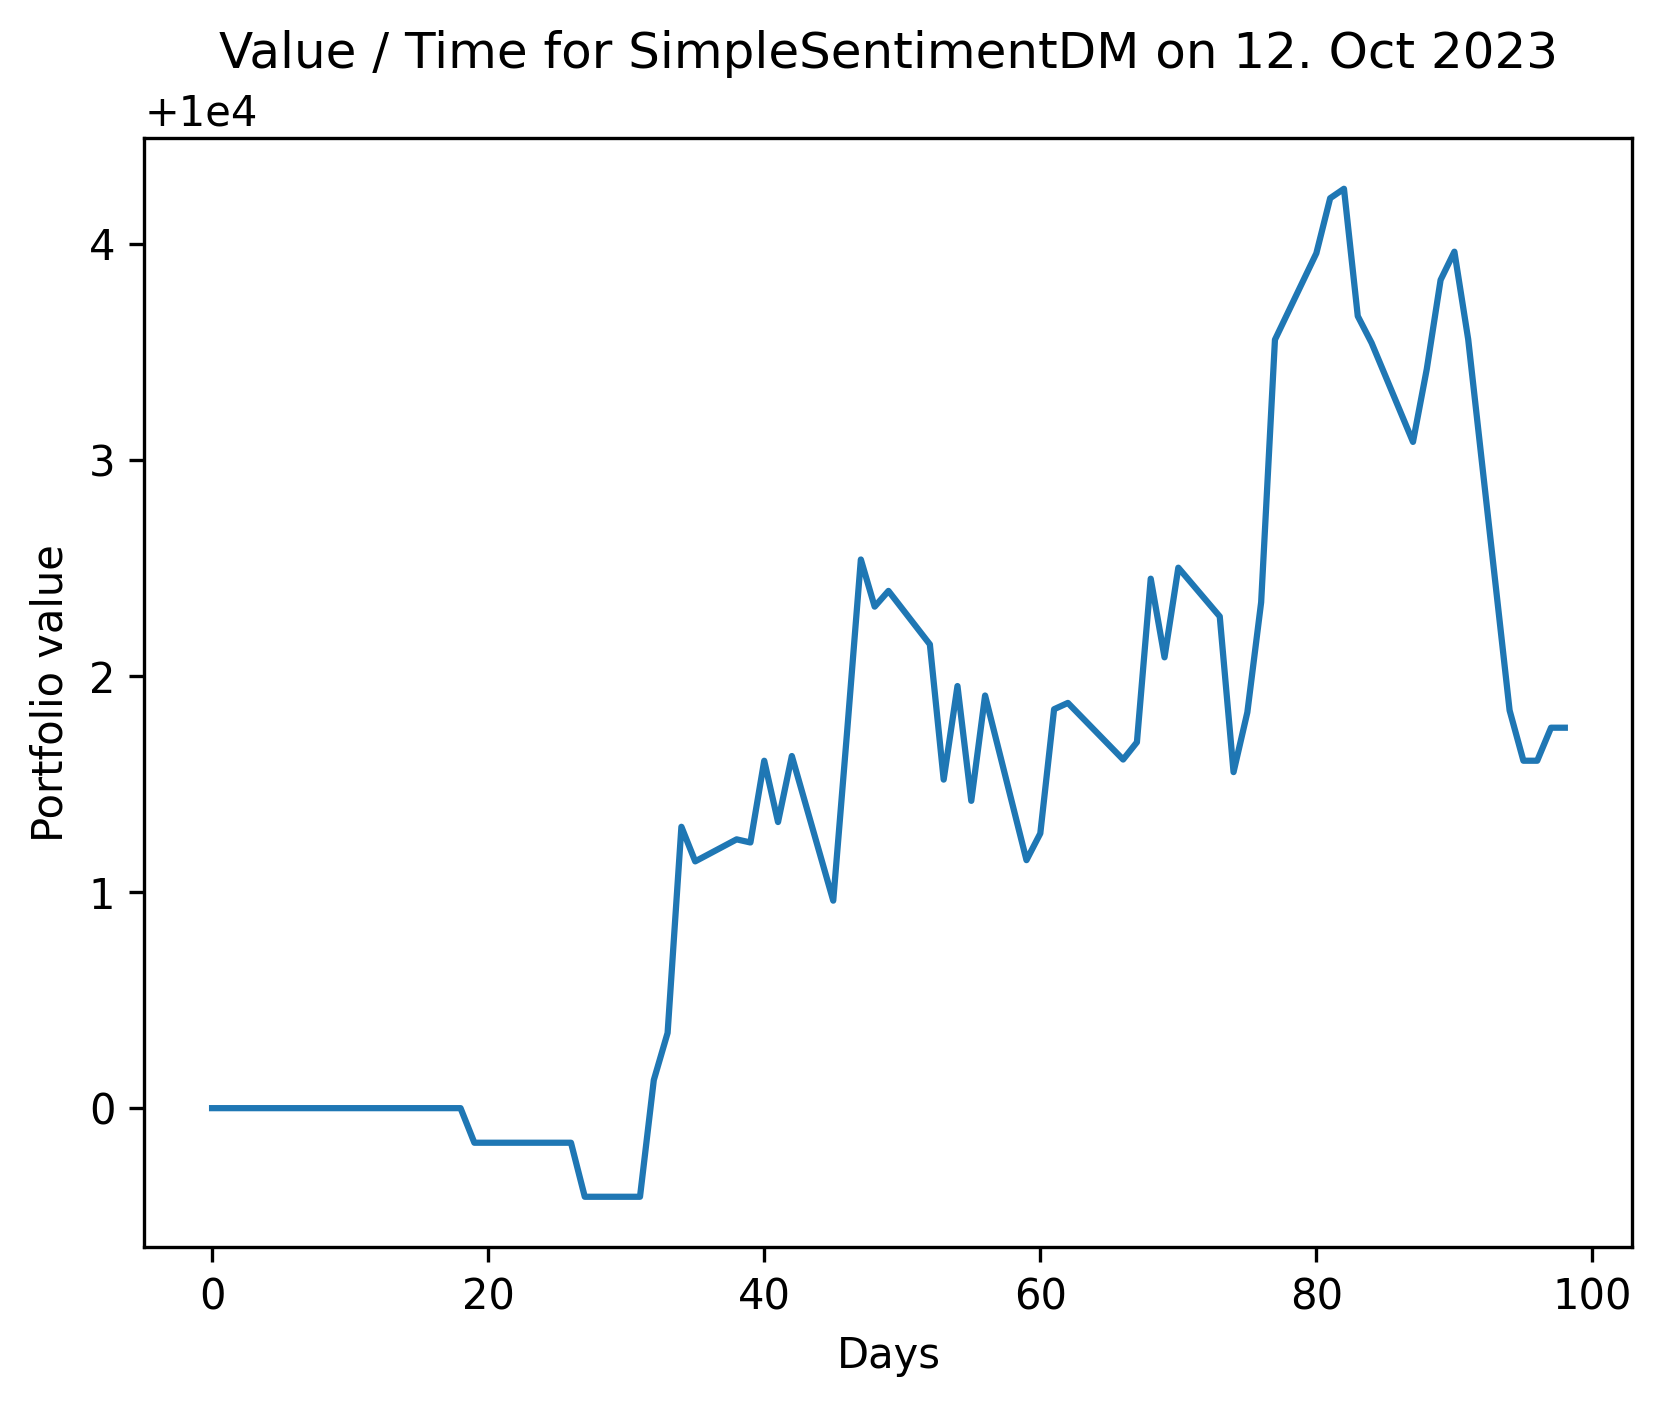 Value / Time for SimpleSentimentDM on 12. Oct 2023
+1e4
4
3
2
1
0
Portfolio value
0 20 40 60 80 100
Days